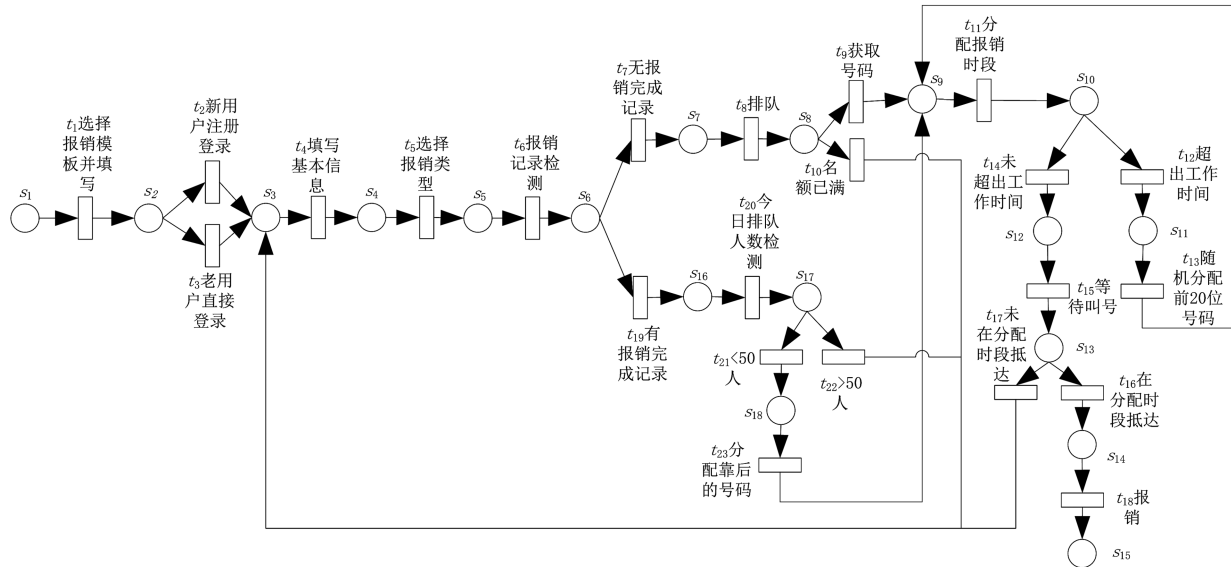 s₁
t₁选择
报销模
板并填
写
s₂
t₂新用
户注册
登录
t₃老用
户直接
登录
s₃
t₄填写
基本信
息
s₄
t₅选择
报销类
型
s₅
t₆报销
记录检
测
s₆
t₇无报
销完成
记录
s₇
t₈排队
s₈
t₉获取
号码
t₁₀名
额已满
s₉
t₁₁分
配报销
时段
s₁₀
t₁₄未
超出工
作时间
t₁₂超
出工作
时间
s₁₂
s₁₁
t₁₅等
待叫号
t₁₃随
机分配
前20位
号码
t₁₇未
在分配
时段抵
达
s₁₃
t₁₆在
分配时
段抵达
s₁₄
t₁₈报
销
s₁₅
t₁₉有
报销完
成记录
s₁₆
t₂₀今
日排队
人数检
测
s₁₇
t₂₁<50
人
t₂₂>50
人
s₁₈
t₂₃分
配靠后
的号码